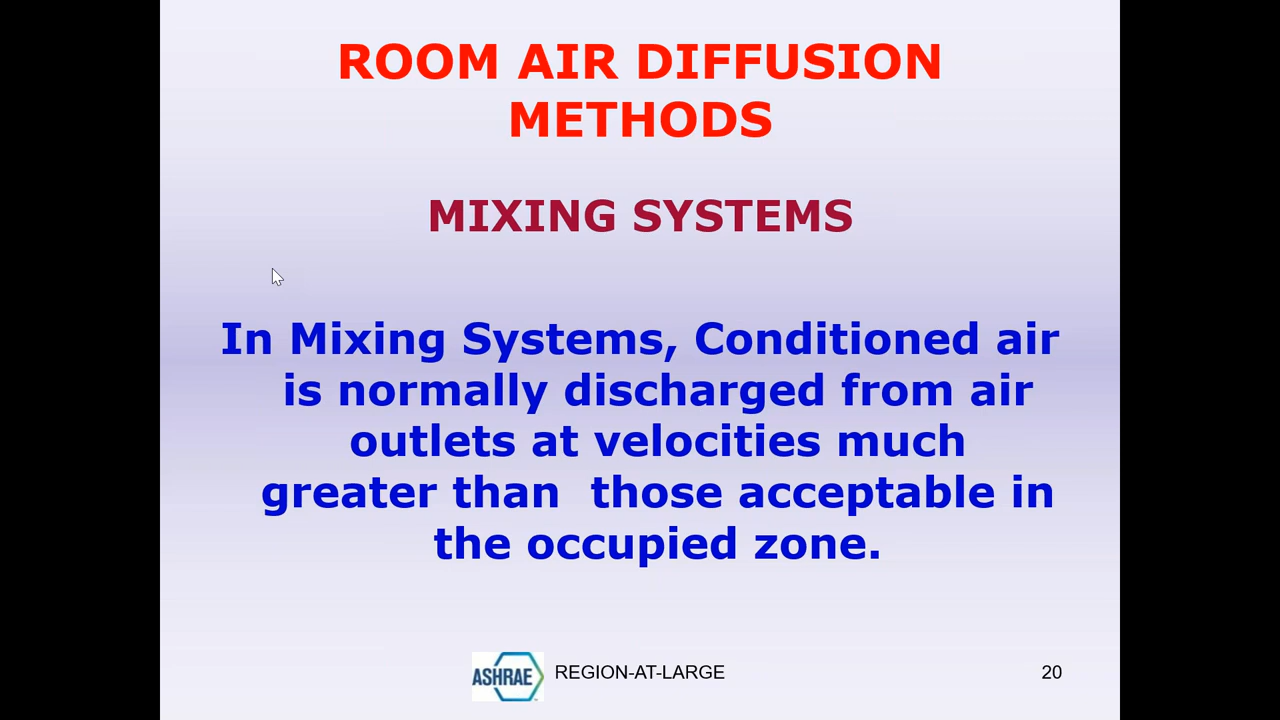 ROOM AIR DIFFUSION
METHODS
MIXING SYSTEMS
In Mixing Systems, Conditioned air
is normally discharged from air
outlets at velocities much
greater than  those acceptable in
the occupied zone.
ASHRAE REGION-AT-LARGE 20